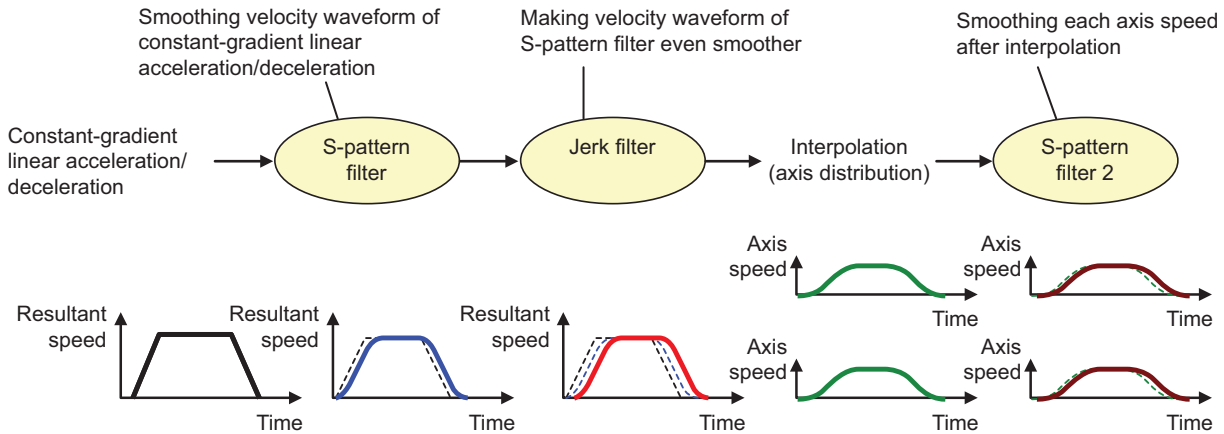 Smoothing velocity waveform of
constant-gradient linear
acceleration/deceleration
Making velocity waveform of
S-pattern filter even smoother
Smoothing each axis speed
after interpolation
Constant-gradient
linear acceleration/
deceleration
S-pattern
filter
Jerk filter
Interpolation
(axis distribution)
S-pattern
filter 2
Resultant
speed
Time
Resultant
speed
Time
Resultant
speed
Time
Axis
speed
Time
Axis
speed
Time
Axis
speed
Time
Axis
speed
Time